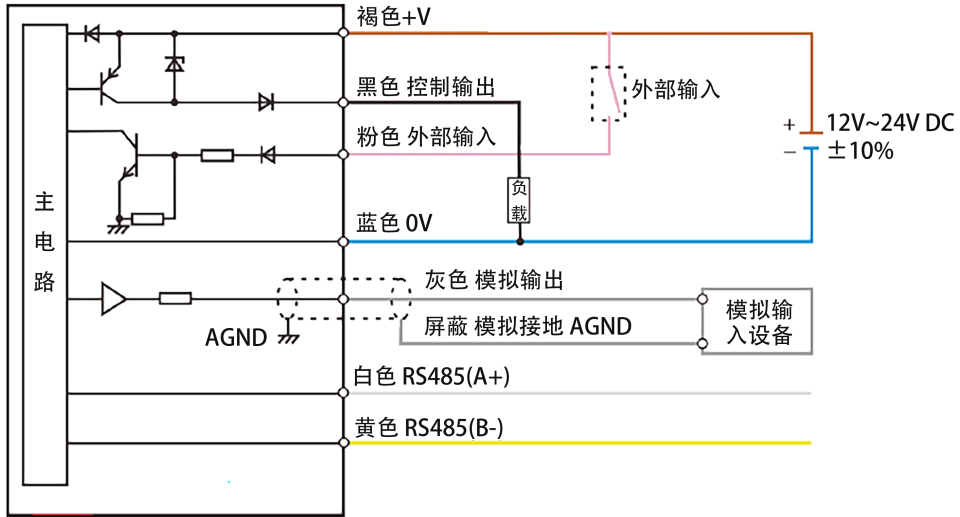 褐色+V
黑色 控制输出
外部输入
12V~24V DC
+
−
±10%
粉色 外部输入
负载
主电路
蓝色 0V
灰色 模拟输出
模拟输入设备
AGND
屏蔽 模拟接地 AGND
白色 RS485(A+)
黄色 RS485(B-)